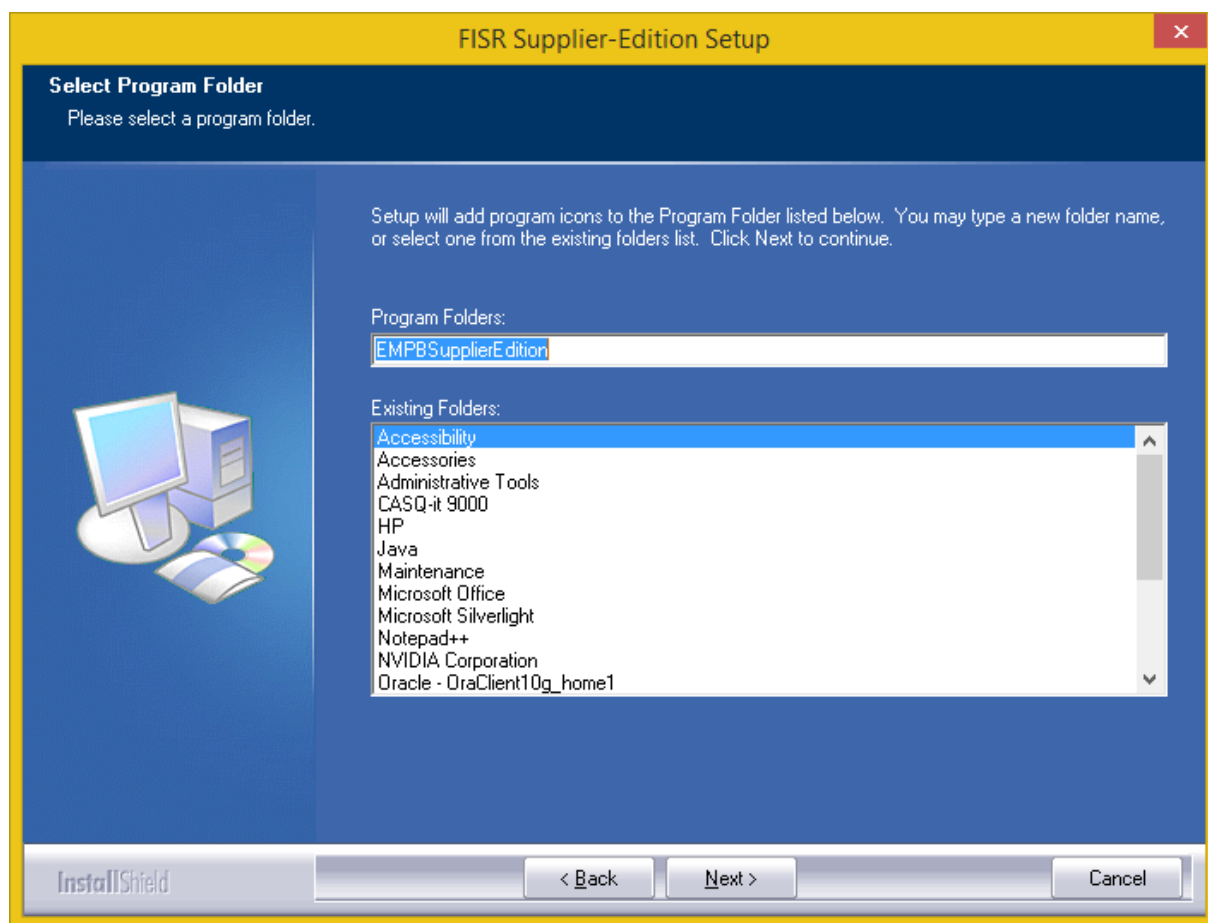 FISR Supplier-Edition Setup
Select Program Folder
Please select a program folder.
Setup will add program icons to the Program Folder listed below.  You may type a new folder name,
or select one from the existing folders list.  Click Next to continue.
Program Folders:
EMPBSupplierEdition
Existing Folders:
Accessibility
Accessories
Administrative Tools
CASQ-it 9000
HP
Java
Maintenance
Microsoft Office
Microsoft Silverlight
Notepad++
NVIDIA Corporation
Oracle - OraClient10g_home1
InstallShield
< Back
Next >
Cancel